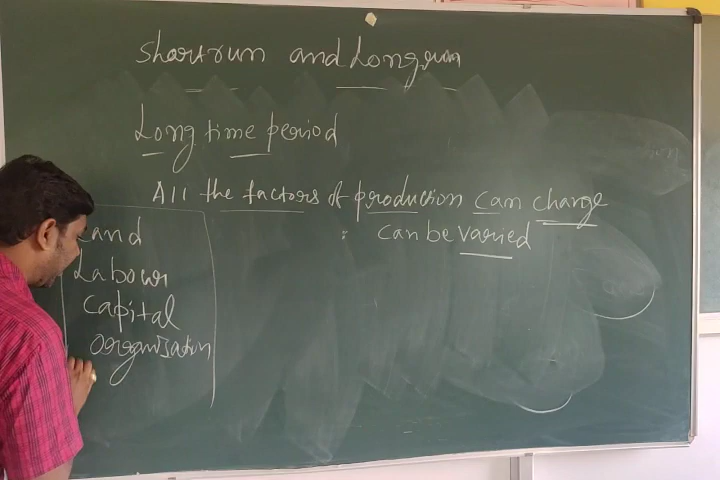 Shortrun and Longrun
Long time period
All the factors of production can change
: can be varied
Land
Labour
Capital
organisation